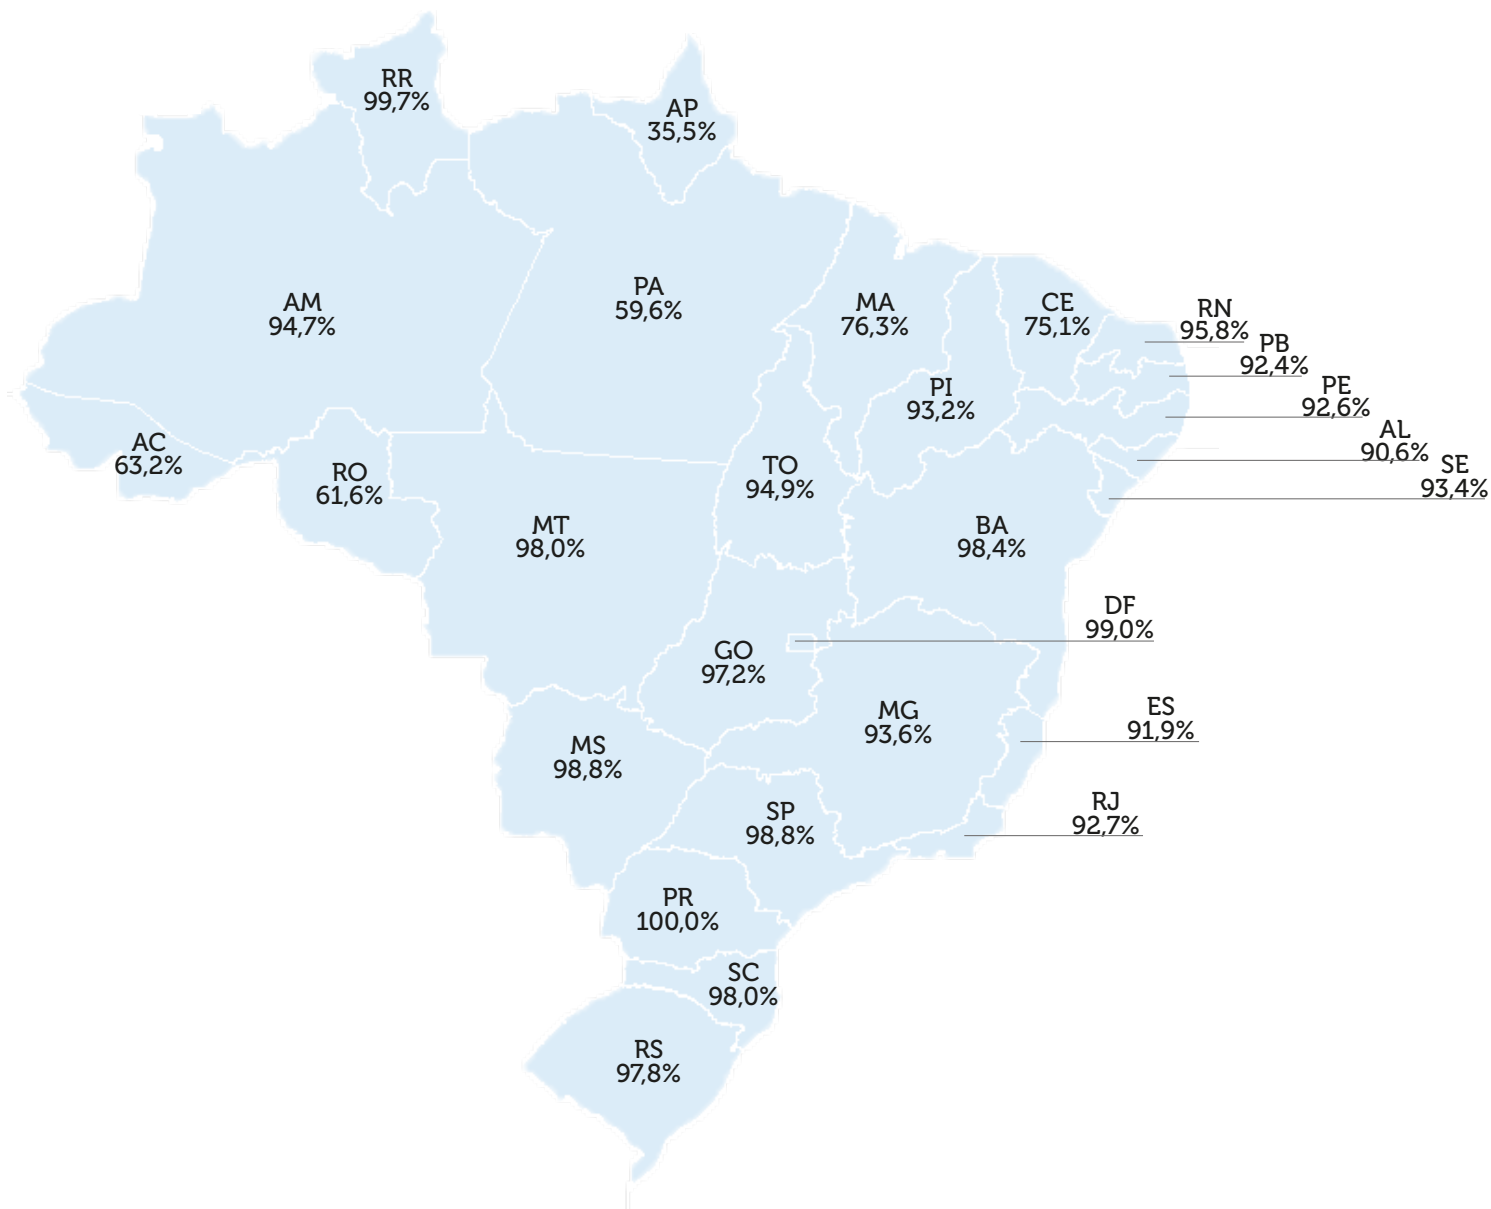 RR
99,7%
AP
35,5%
AM
94,7%
PA
59,6%
MA
76,3%
CE
75,1%
RN
95,8%
PB
92,4%
PI
93,2%
PE
92,6%
AC
63,2%
RO
61,6%
TO
94,9%
AL
90,6%
SE
93,4%
MT
98,0%
BA
98,4%
DF
99,0%
GO
97,2%
MG
93,6%
ES
91,9%
MS
98,8%
SP
98,8%
RJ
92,7%
PR
100,0%
SC
98,0%
RS
97,8%